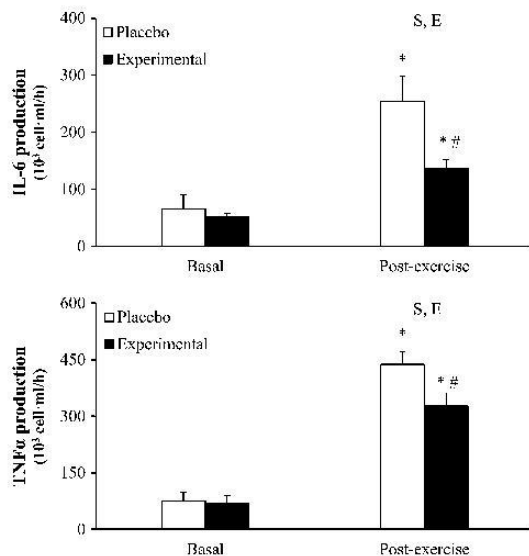 S, E
Placebo
Experimental
*
* #
IL-6 production
(10³ cell·ml/h)
400
300
200
100
0
Basal
Post-exercise
S, E
Placebo
Experimental
*
* #
TNFα production
(10³ cell·ml/h)
600
450
300
150
0
Basal
Post-exercise